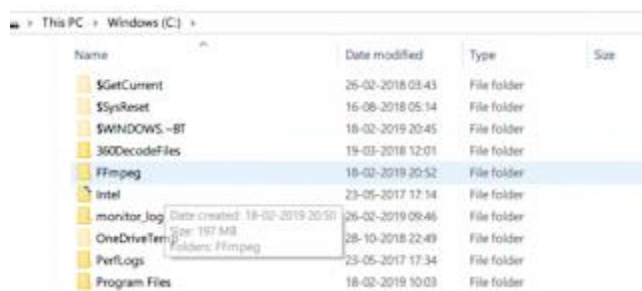 This PC > Windows (C:) >
Name Date modified Type Size
$GetCurrent 26-02-2018 03:43 File folder
$SysReset 16-08-2018 05:14 File folder
$WINDOWS.~BT 18-02-2019 20:45 File folder
360DecodeFiles 19-03-2018 12:01 File folder
FFmpeg 18-02-2019 20:52 File folder
Intel 23-05-2017 17:14 File folder
monitor_log 26-02-2019 09:46 File folder
Date created: 18-02-2019 20:50
Size: 197 MB
Folders: FFmpeg
OneDriveTemp 28-10-2018 22:49 File folder
PerfLogs 23-05-2017 17:34 File folder
Program Files 18-02-2019 10:03 File folder